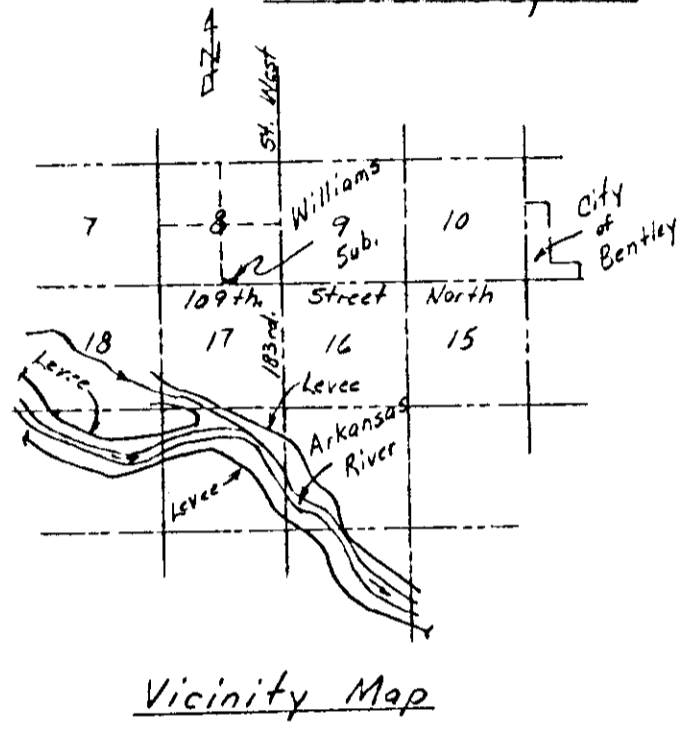 N
St. West
7
8
Williams
Sub.
9
10
City
of
Bentley
109th. Street North
18
17
183rd.
16
15
Levee
Levee
Arkansas
River
Levee
Vicinity Map